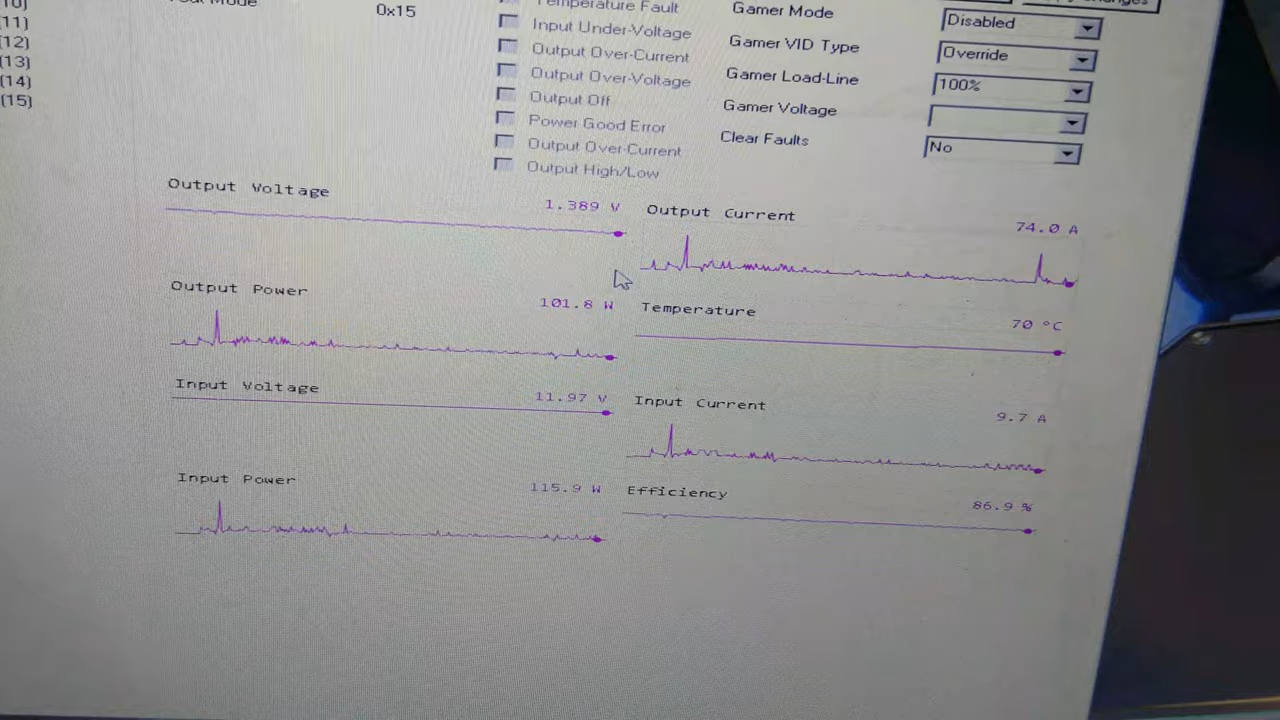 [11]
[12]
[13]
[14]
[15]
0x15
Temperature Fault
Input Under-Voltage
Output Over-Current
Output Over-Voltage
Output Off
Power Good Error
Output Over-Current
Output High/Low
Gamer Mode
Disabled
Gamer VID Type
Override
Gamer Load-Line
100%
Gamer Voltage
Clear Faults
No
Output Voltage
1.389 V
Output Current
74.0 A
Output Power
101.8 W
Temperature
70 °C
Input Voltage
11.97 V
Input Current
9.7 A
Input Power
115.9 W
Efficiency
86.9 %